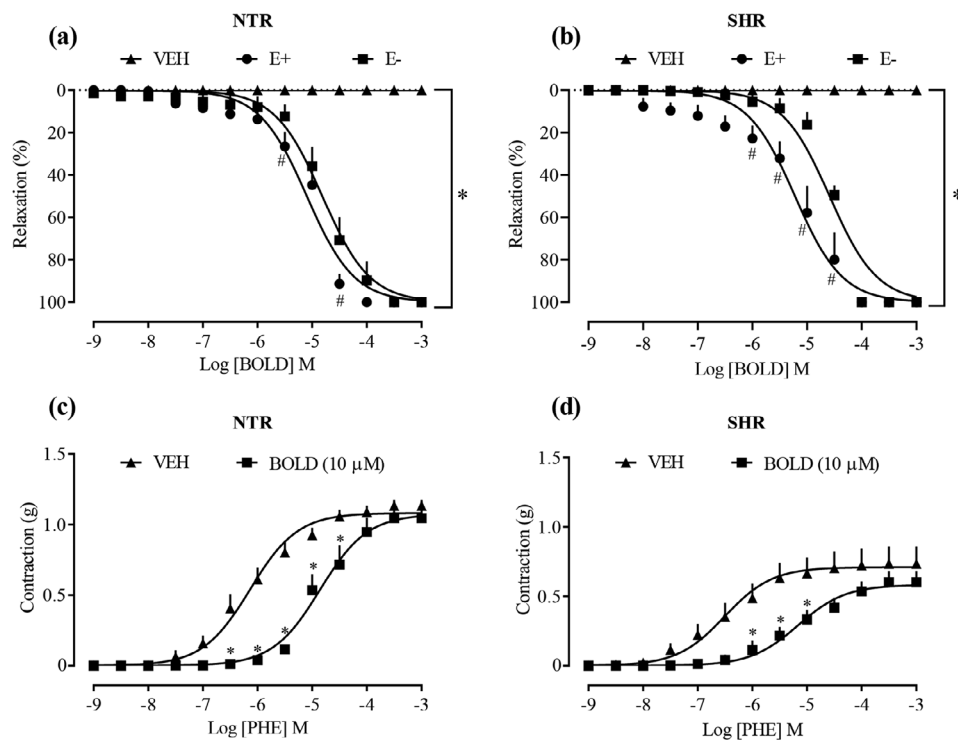 (a)
NTR
VEH E+ E-
0
20
40
60
80
100
Relaxation (%)
#
#
*
-9 -8 -7 -6 -5 -4 -3
Log [BOLD] M
(b)
SHR
VEH E+ E-
0
20
40
60
80
100
Relaxation (%)
#
#
#
#
*
-9 -8 -7 -6 -5 -4 -3
Log [BOLD] M
(c)
NTR
VEH BOLD (10 μM)
1.5
1.0
0.5
0
Contraction (g)
* * * * *
-9 -8 -7 -6 -5 -4 -3
Log [PHE] M
(d)
SHR
VEH BOLD (10 μM)
1.5
1.0
0.5
0
Contraction (g)
* * *
-9 -8 -7 -6 -5 -4 -3
Log [PHE] M